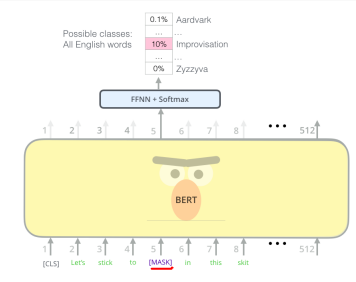 0.1% Aardvark
Possible classes: ... ...
All English words 10% Improvisation
... ...
0% Zyzzyva
FFNN + Softmax
1 2 3 4 5 6 7 8 ••• 512
BERT
1 2 3 4 5 6 7 8 ••• 512
[CLS] Let's stick to [MASK] in this skit